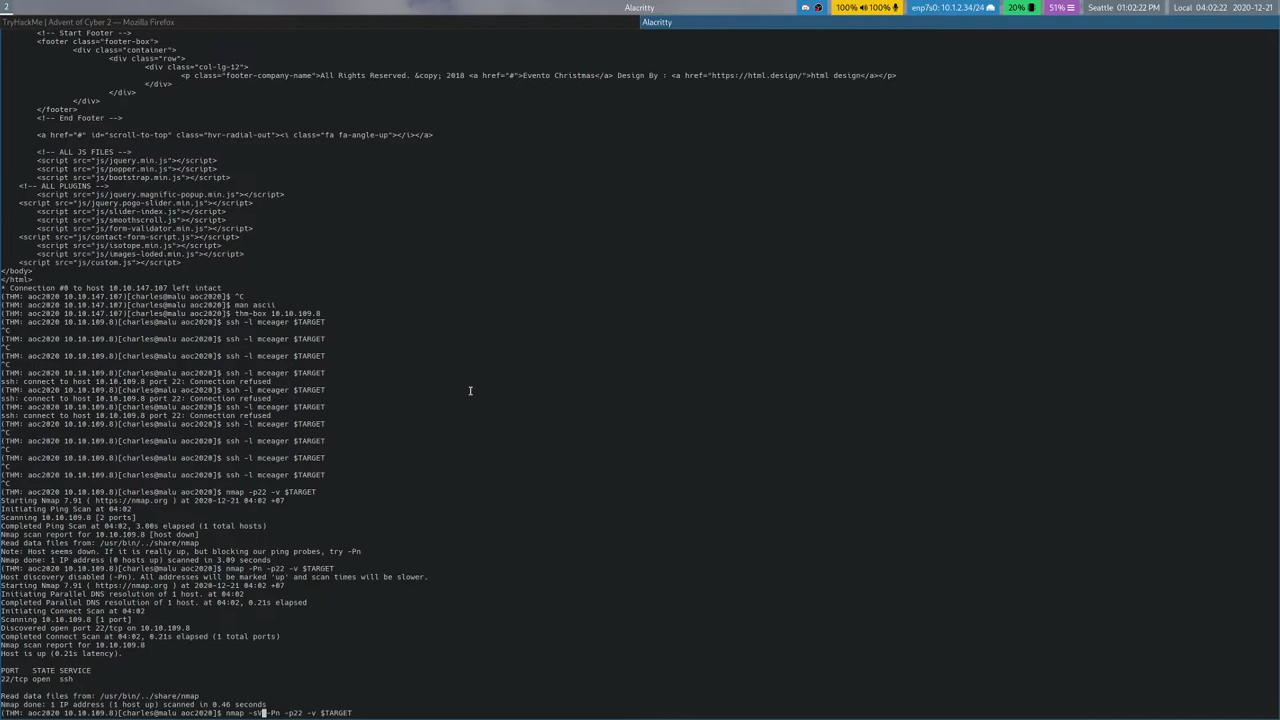 2
Alacritty
100% 100%
enp7s0: 10.1.2.34/24
20%
51%
Seattle 01:02:22 PM
Local 04:02:22
2020-12-21
TryHackMe | Advent of Cyber 2 — Mozilla Firefox
Alacritty
<!-- Start Footer -->
<footer class="footer-box">
<div class="container">
<div class="row">
<div class="col-lg-12">
<p class="footer-company-name">All Rights Reserved. &copy; 2018 <a href="#">Evento Christmas</a> Design By : <a href="https://html.design/">html design</a></p>
</div>
</div>
</div>
</footer>
<!-- End Footer -->
<a href="#" id="scroll-to-top" class="hvr-radial-out"><i class="fa fa-angle-up"></i></a>
<!-- ALL JS FILES -->
<script src="js/jquery.min.js"></script>
<script src="js/popper.min.js"></script>
<script src="js/bootstrap.min.js"></script>
<!-- ALL PLUGINS -->
<script src="js/jquery.magnific-popup.min.js"></script>
<script src="js/jquery.pogo-slider.min.js"></script>
<script src="js/slider-index.js"></script>
<script src="js/smoothscroll.js"></script>
<script src="js/form-validator.min.js"></script>
<script src="js/contact-form-script.js"></script>
<script src="js/isotope.min.js"></script>
<script src="js/images-loded.min.js"></script>
<script src="js/custom.js"></script>
</body>
</html>
* Connection #0 to host 10.10.147.107 left intact
(THM: aoc2020 10.10.147.107)[charles@malu aoc2020]$ ^C
(THM: aoc2020 10.10.147.107)[charles@malu aoc2020]$ man ascii
(THM: aoc2020 10.10.147.107)[charles@malu aoc2020]$ thm-box 10.10.109.8
(THM: aoc2020 10.10.109.8)[charles@malu aoc2020]$ ssh -l mceager $TARGET
^C
(THM: aoc2020 10.10.109.8)[charles@malu aoc2020]$ ssh -l mceager $TARGET
^C
(THM: aoc2020 10.10.109.8)[charles@malu aoc2020]$ ssh -l mceager $TARGET
^C
(THM: aoc2020 10.10.109.8)[charles@malu aoc2020]$ ssh -l mceager $TARGET
ssh: connect to host 10.10.109.8 port 22: Connection refused
(THM: aoc2020 10.10.109.8)[charles@malu aoc2020]$ ssh -l mceager $TARGET
ssh: connect to host 10.10.109.8 port 22: Connection refused
(THM: aoc2020 10.10.109.8)[charles@malu aoc2020]$ ssh -l mceager $TARGET
ssh: connect to host 10.10.109.8 port 22: Connection refused
(THM: aoc2020 10.10.109.8)[charles@malu aoc2020]$ ssh -l mceager $TARGET
^C
(THM: aoc2020 10.10.109.8)[charles@malu aoc2020]$ ssh -l mceager $TARGET
^C
(THM: aoc2020 10.10.109.8)[charles@malu aoc2020]$ ssh -l mceager $TARGET
^C
(THM: aoc2020 10.10.109.8)[charles@malu aoc2020]$ ssh -l mceager $TARGET
^C
(THM: aoc2020 10.10.109.8)[charles@malu aoc2020]$ nmap -p22 -v $TARGET
Starting Nmap 7.91 ( https://nmap.org ) at 2020-12-21 04:02 +07
Initiating Ping Scan at 04:02
Scanning 10.10.109.8 [2 ports]
Completed Ping Scan at 04:02, 3.00s elapsed (1 total hosts)
Nmap scan report for 10.10.109.8 [host down]
Read data files from: /usr/bin/../share/nmap
Note: Host seems down. If it is really up, but blocking our ping probes, try -Pn
Nmap done: 1 IP address (0 hosts up) scanned in 3.09 seconds
(THM: aoc2020 10.10.109.8)[charles@malu aoc2020]$ nmap -Pn -p22 -v $TARGET
Host discovery disabled (-Pn). All addresses will be marked 'up' and scan times will be slower.
Starting Nmap 7.91 ( https://nmap.org ) at 2020-12-21 04:02 +07
Initiating Parallel DNS resolution of 1 host. at 04:02
Completed Parallel DNS resolution of 1 host. at 04:02, 0.21s elapsed
Initiating Connect Scan at 04:02
Scanning 10.10.109.8 [1 port]
Discovered open port 22/tcp on 10.10.109.8
Completed Connect Scan at 04:02, 0.21s elapsed (1 total ports)
Nmap scan report for 10.10.109.8
Host is up (0.21s latency).
PORT STATE SERVICE
22/tcp open ssh
Read data files from: /usr/bin/../share/nmap
Nmap done: 1 IP address (1 host up) scanned in 0.46 seconds
(THM: aoc2020 10.10.109.8)[charles@malu aoc2020]$ nmap -sV -Pn -p22 -v $TARGET